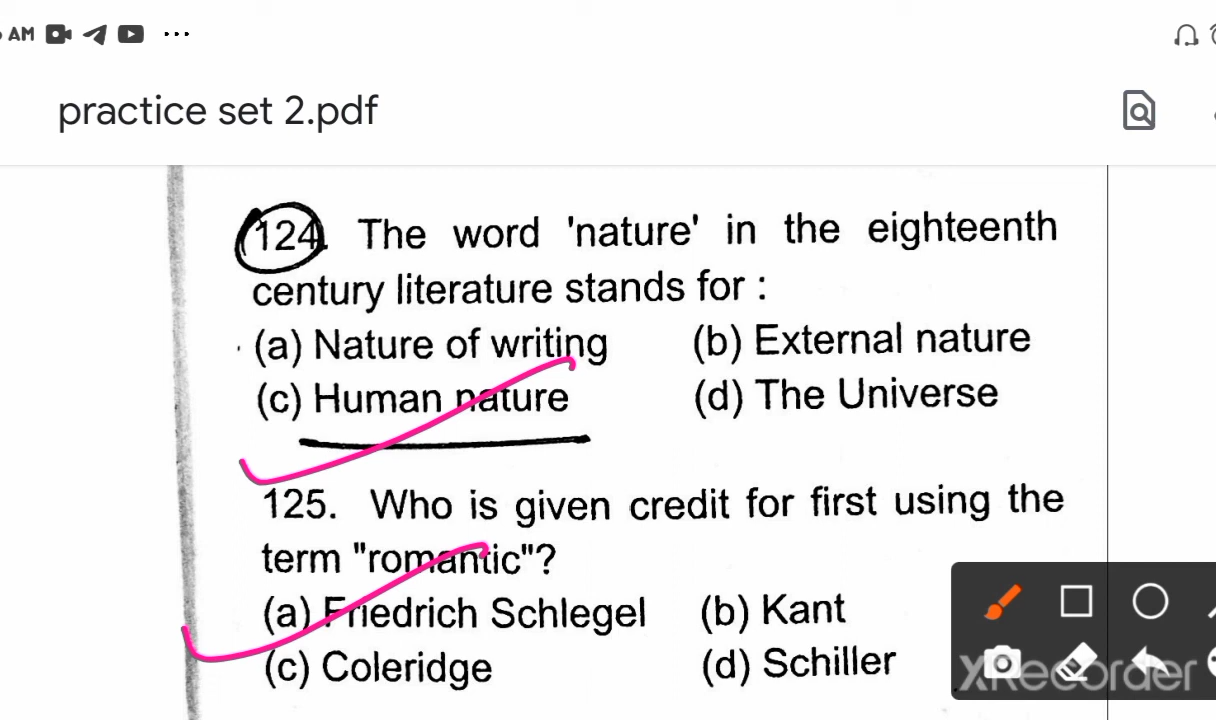 AM ...
practice set 2.pdf
124. The word 'nature' in the eighteenth
century literature stands for :
(a) Nature of writing (b) External nature
(c) Human nature (d) The Universe
125. Who is given credit for first using the
term "romantic"?
(a) Friedrich Schlegel (b) Kant
(c) Coleridge (d) Schiller
XRecorder